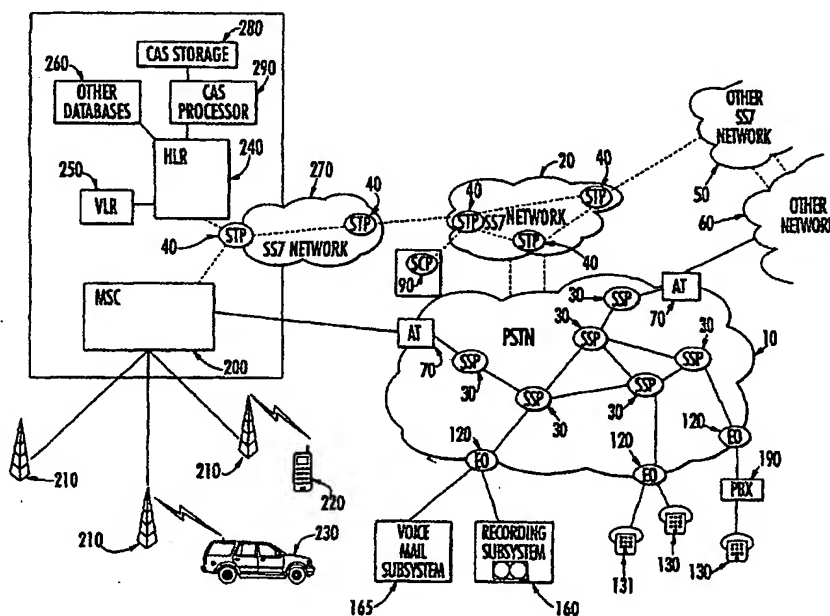 280
CAS STORAGE
260
290
OTHER
DATABASES
CAS
PROCESSOR
HLR
240
250
VLR
270
40
STP
40
STP
SS7 NETWORK
20
40
STP
40
STP
SS7 NETWORK
STP
40
OTHER
SS7
NETWORK
50
60
OTHER
NETWORK
SCP
90
MSC
200
AT
70
PSTN
30
SSP
AT
70
30
SSP
30
SSP
10
SSP
30
SSP
30
SSP
30
120
EO
120
EO
120
EO
190
PBX
210
210
220
210
230
VOICE
MAIL
SUBSYSTEM
165
RECORDING
SUBSYSTEM
160
131
130
130